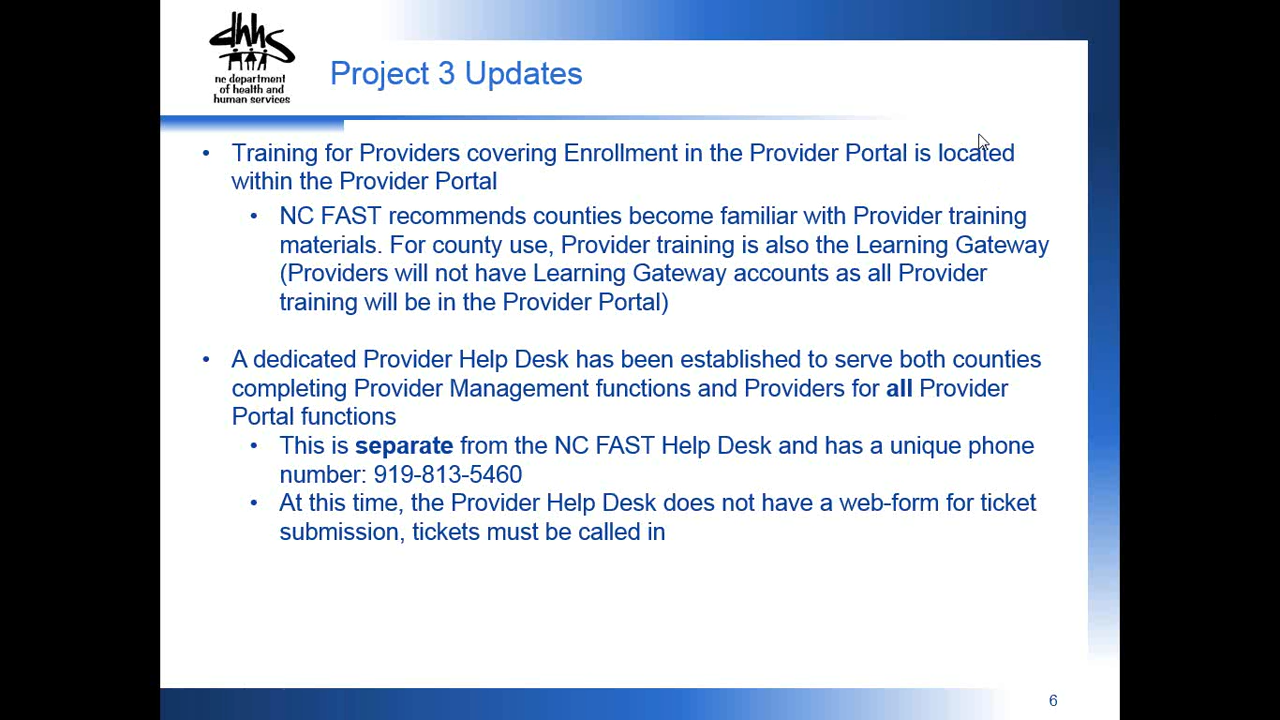 dhhs
nc department
of health and
human services
Project 3 Updates
• Training for Providers covering Enrollment in the Provider Portal is located
within the Provider Portal
• NC FAST recommends counties become familiar with Provider training
materials. For county use, Provider training is also the Learning Gateway
(Providers will not have Learning Gateway accounts as all Provider
training will be in the Provider Portal)
• A dedicated Provider Help Desk has been established to serve both counties
completing Provider Management functions and Providers for all Provider
Portal functions
• This is separate from the NC FAST Help Desk and has a unique phone
number: 919-813-5460
• At this time, the Provider Help Desk does not have a web-form for ticket
submission, tickets must be called in
6